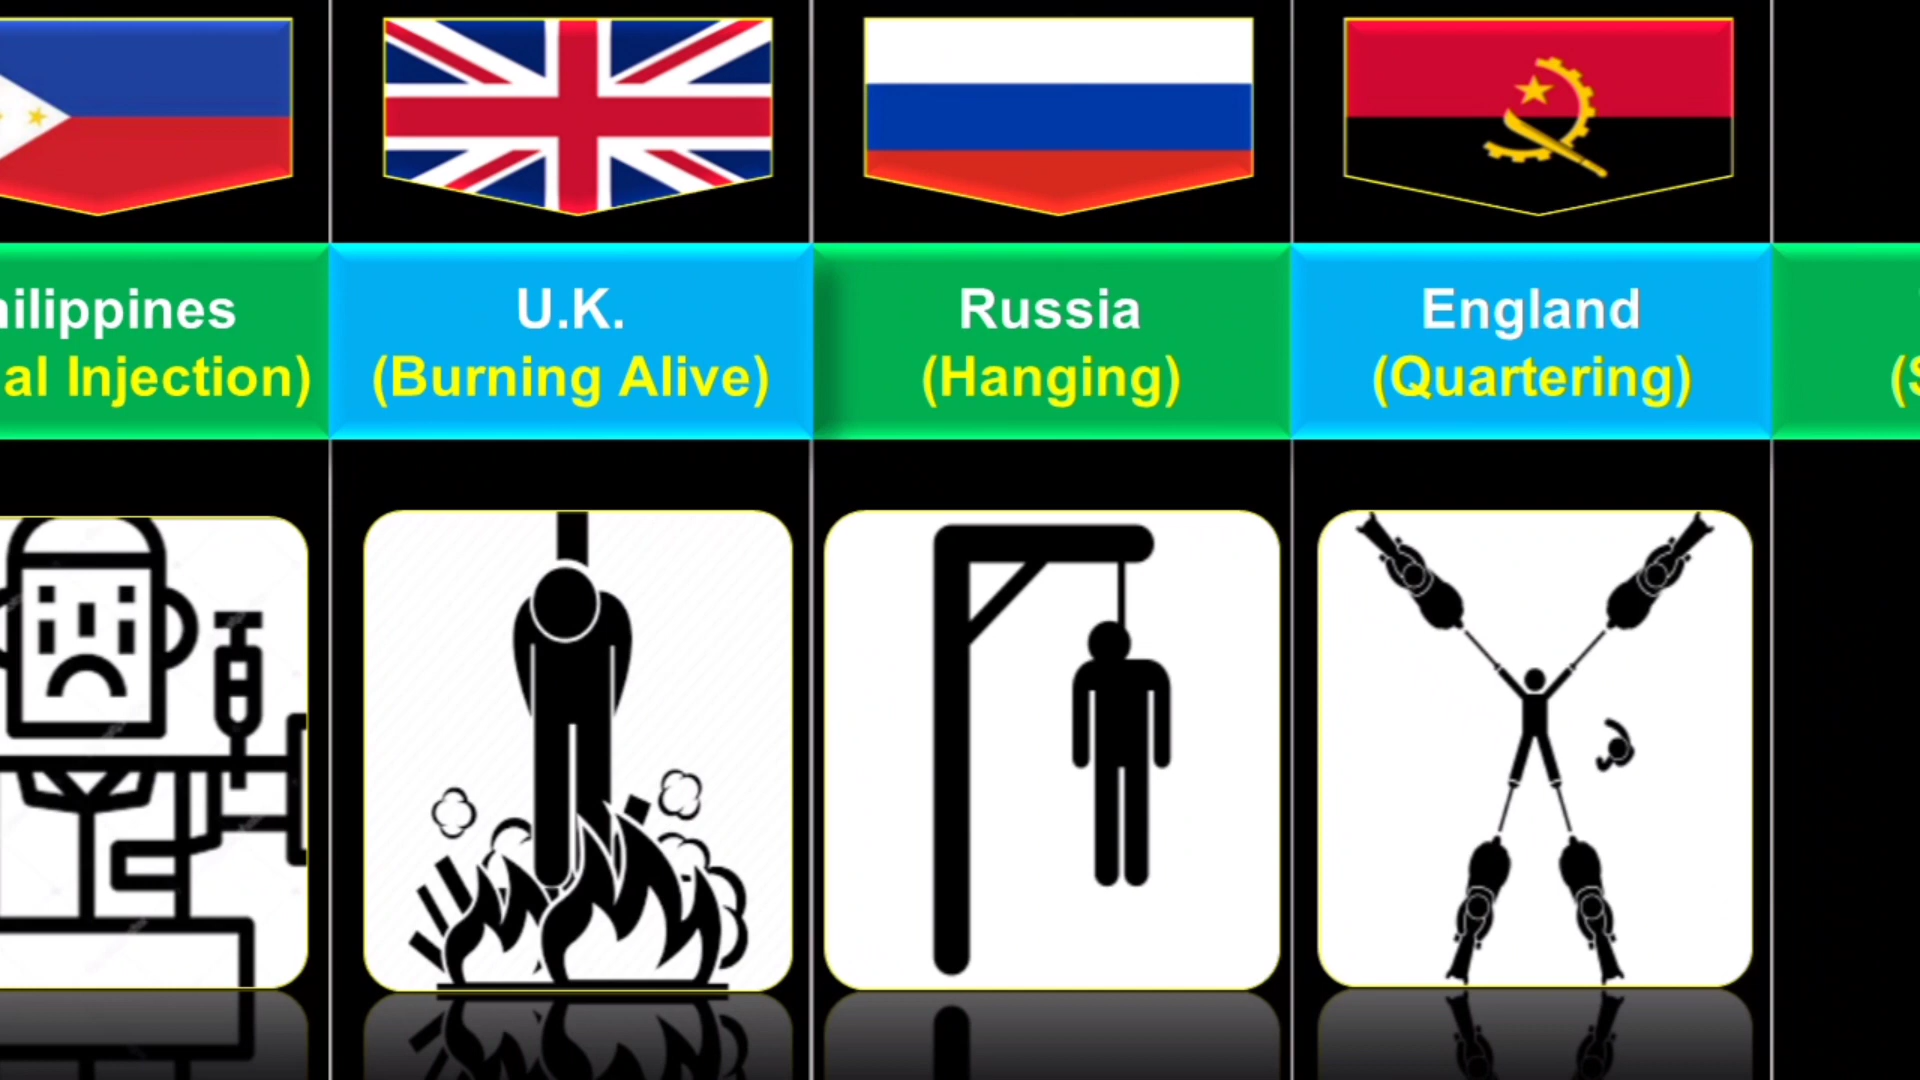 ilippines
al Injection)
U.K.
(Burning Alive)
Russia
(Hanging)
England
(Quartering)
(S